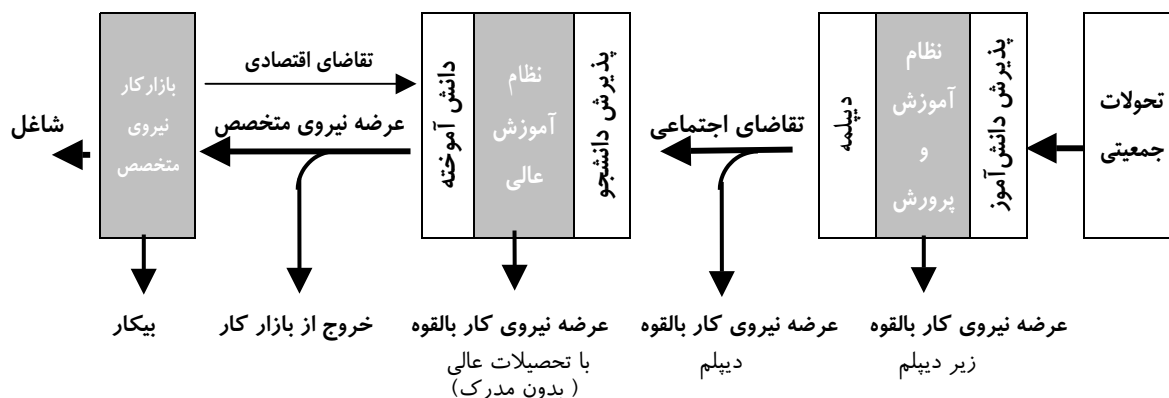 تحولات
جمعیتی
پذیرش دانش‌آموز
نظام
آموزش
و
پرورش
دیپلمه
تقاضای اجتماعی
پذیرش دانشجو
نظام
آموزش
عالی
دانش آموخته
تقاضای اقتصادی
عرضه نیروی متخصص
بازار کار
نیروی
متخصص
شاغل
عرضه نیروی کار بالقوه
زیر دیپلم
عرضه نیروی کار بالقوه
دیپلم
عرضه نیروی کار بالقوه
با تحصیلات عالی
( بدون مدرک)
خروج از بازار کار
بیکار